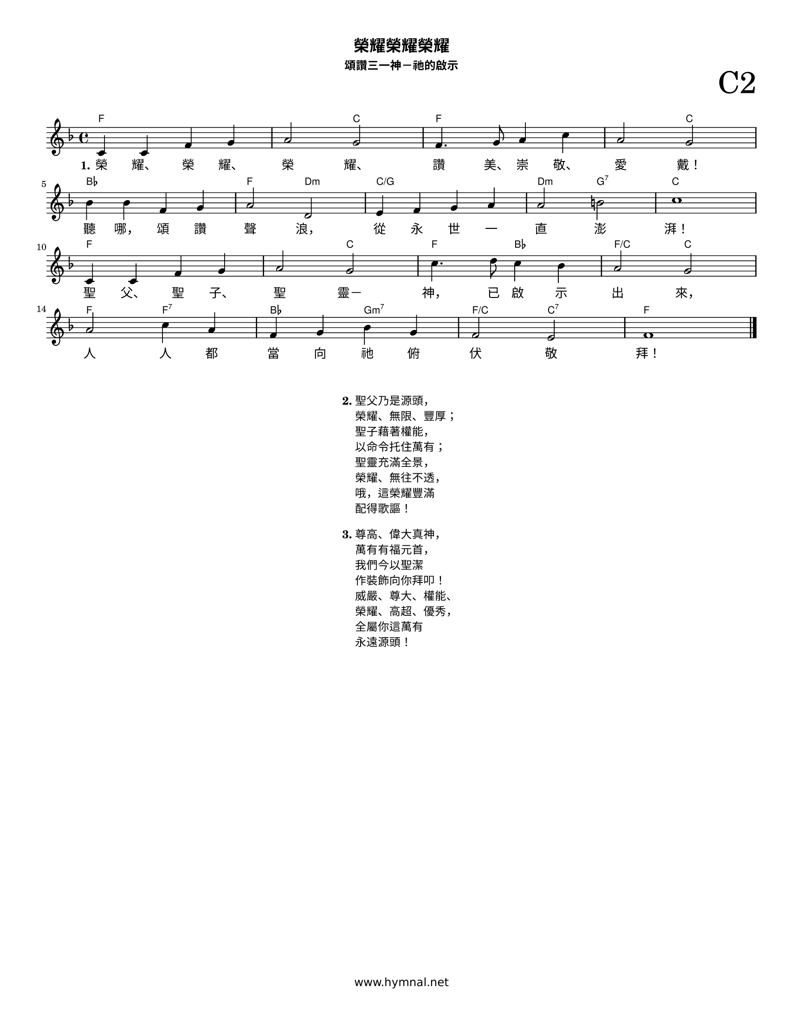 榮耀榮耀榮耀
頌讚三一神－祂的啟示
C2
F C F C
1. 榮 耀、 榮 耀、 榮 耀、 讚 美、崇 敬、 愛 戴！
5 B♭ F Dm C/G Dm G7 C
聽 哪， 頌 讚 聲 浪， 從 永 世 一 直 澎 湃！
10 F C F B♭ F/C C
聖 父、 聖 子、 聖 靈－ 神， 已 啟 示 出 來，
14 F F7 B♭ Gm7 F/C C7 F
人 人 都 當 向 祂 俯 伏 敬 拜！
2. 聖父乃是源頭，
榮耀、無限、豐厚；
聖子藉著權能，
以命令托住萬有；
聖靈充滿全景，
榮耀、無往不透，
哦，這榮耀豐滿
配得歌謳！
3. 尊高、偉大真神，
萬有有福元首，
我們今以聖潔
作裝飾向你拜叩！
威嚴、尊大、權能、
榮耀、高超、優秀，
全屬你這萬有
永遠源頭！
www.hymnal.net